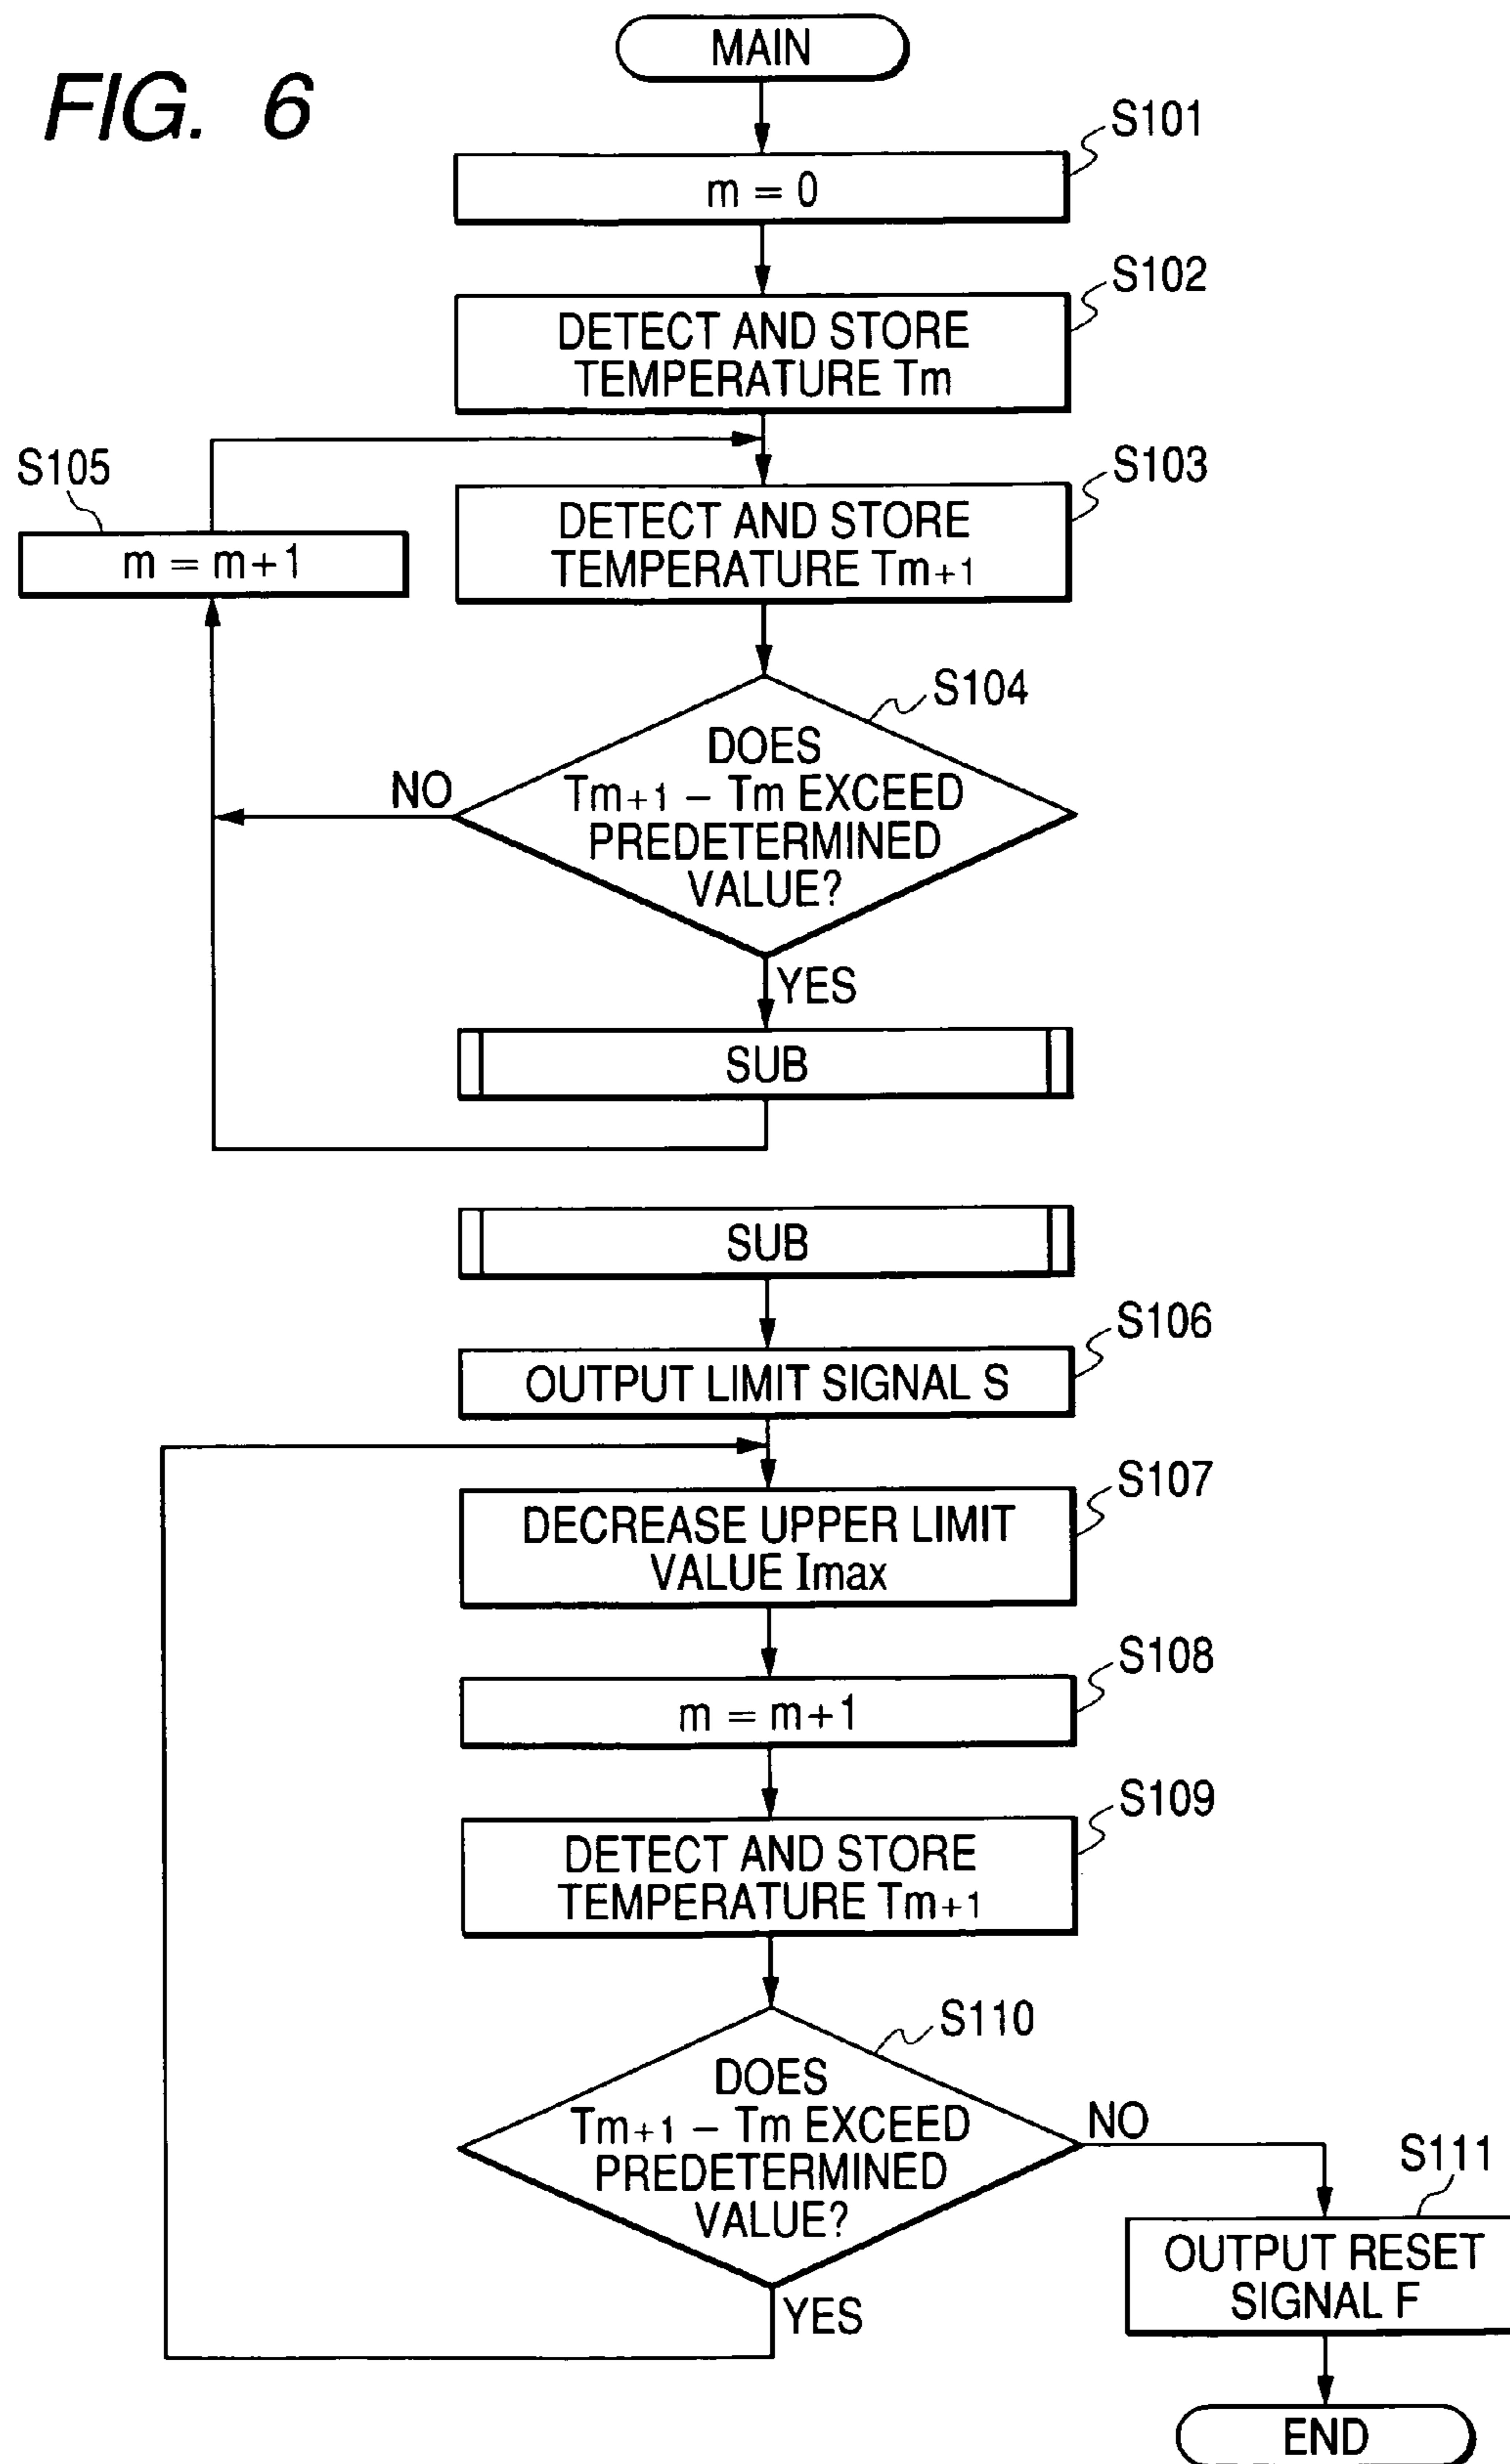 FIG. 6
MAIN
S101
m = 0
S102
DETECT AND STORE
TEMPERATURE Tm
S105
m = m+1
S103
DETECT AND STORE
TEMPERATURE Tm+1
S104
DOES
Tm+1 – Tm EXCEED
PREDETERMINED
VALUE?
NO
YES
SUB
SUB
S106
OUTPUT LIMIT SIGNAL S
S107
DECREASE UPPER LIMIT
VALUE Imax
S108
m = m+1
S109
DETECT AND STORE
TEMPERATURE Tm+1
S110
DOES
Tm+1 – Tm EXCEED
PREDETERMINED
VALUE?
NO
YES
S111
OUTPUT RESET
SIGNAL F
END